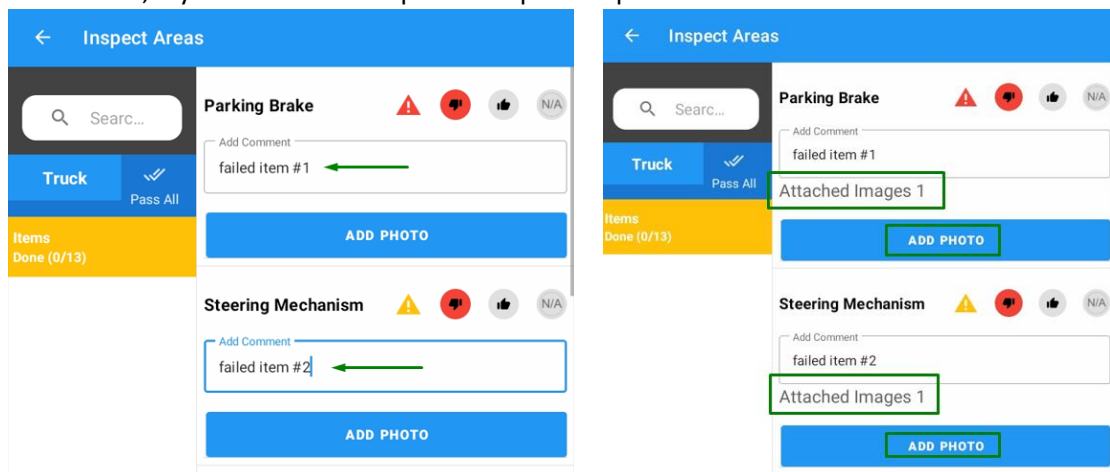 Inspect Areas
Searc...
Truck
Pass All
Items
Done (0/13)
Parking Brake
N/A
Add Comment
failed item #1
ADD PHOTO
Steering Mechanism
N/A
Add Comment
failed item #2
ADD PHOTO
Inspect Areas
Searc...
Truck
Pass All
Items
Done (0/13)
Parking Brake
N/A
Add Comment
failed item #1
Attached Images 1
ADD PHOTO
Steering Mechanism
N/A
Add Comment
failed item #2
Attached Images 1
ADD PHOTO